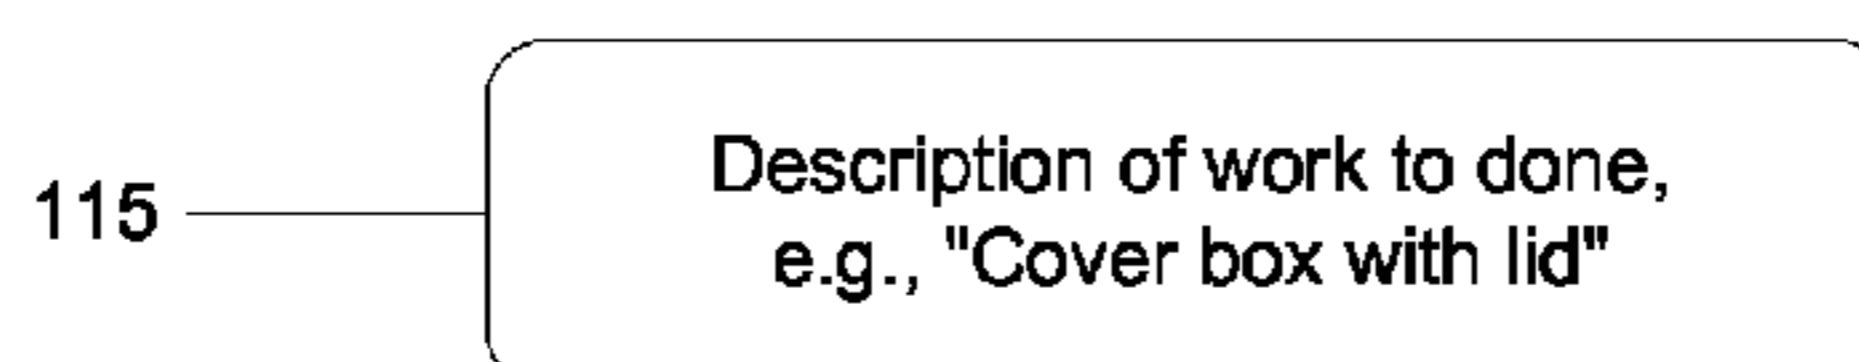 Description of work to done,
115
e.g., "Cover box with lid"